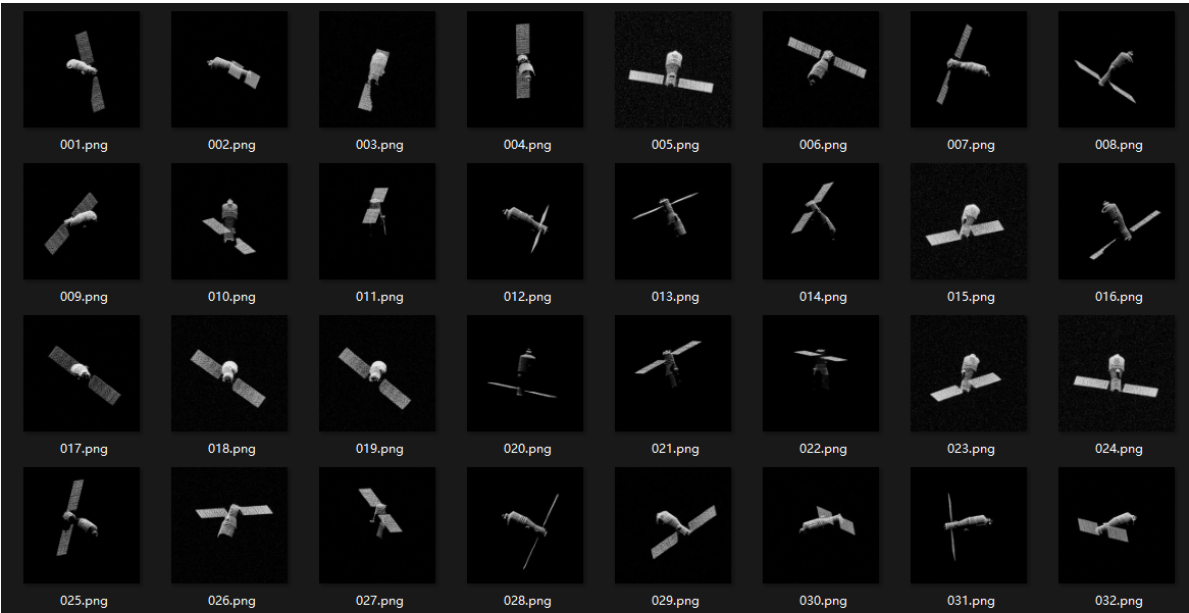 001.png 002.png 003.png 004.png 005.png 006.png 007.png 008.png
009.png 010.png 011.png 012.png 013.png 014.png 015.png 016.png
017.png 018.png 019.png 020.png 021.png 022.png 023.png 024.png
025.png 026.png 027.png 028.png 029.png 030.png 031.png 032.png